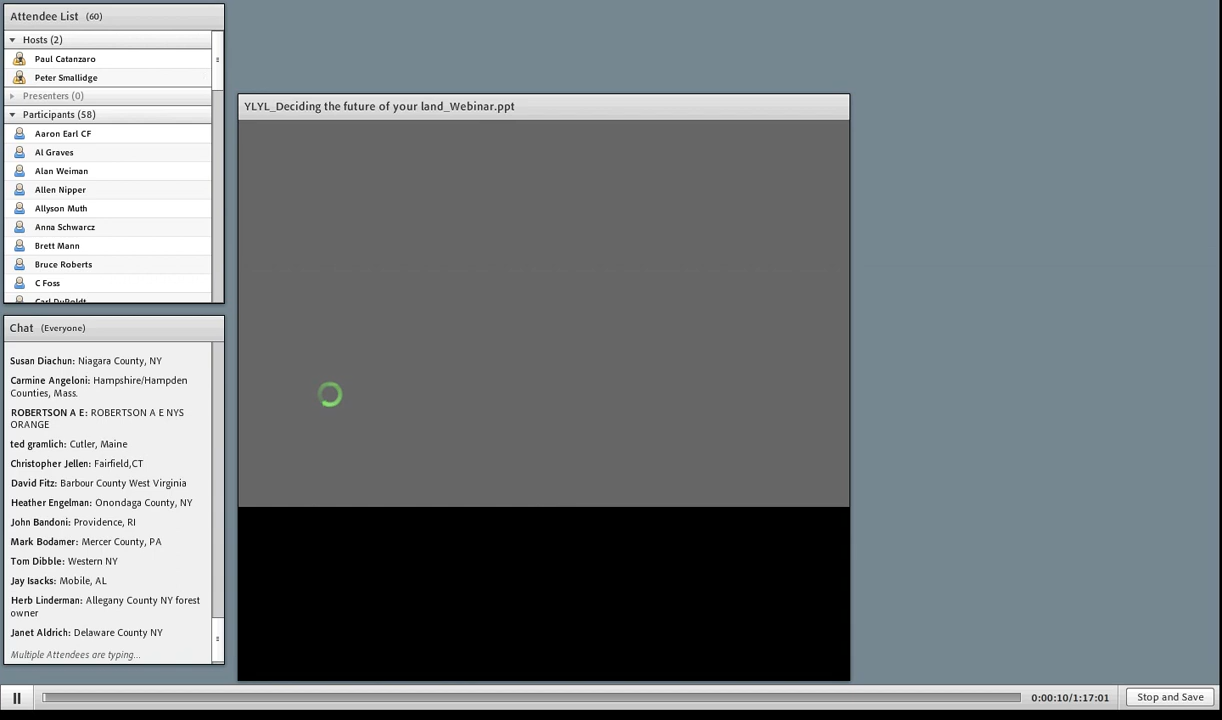 Attendee List (60)
Hosts (2)
Paul Catanzaro
Peter Smallidge
Presenters (0)
Participants (58)
Aaron Earl CF
Al Graves
Alan Weiman
Allen Nipper
Allyson Muth
Anna Schwarcz
Brett Mann
Bruce Roberts
C Foss
Chat (Everyone)
Susan Diachun: Niagara County, NY
Carmine Angeloni: Hampshire/Hampden
Counties, Mass.
ROBERTSON A E: ROBERTSON A E NYS
ORANGE
ted gramlich: Cutler, Maine
Christopher Jellen: Fairfield,CT
David Fitz: Barbour County West Virginia
Heather Engelman: Onondaga County, NY
John Bandoni: Providence, RI
Mark Bodamer: Mercer County, PA
Tom Dibble: Western NY
Jay Isacks: Mobile, AL
Herb Linderman: Allegany County NY forest
owner
Janet Aldrich: Delaware County NY
Multiple Attendees are typing...
YLYL_Deciding the future of your land_Webinar.ppt
0:00:10/1:17:01
Stop and Save